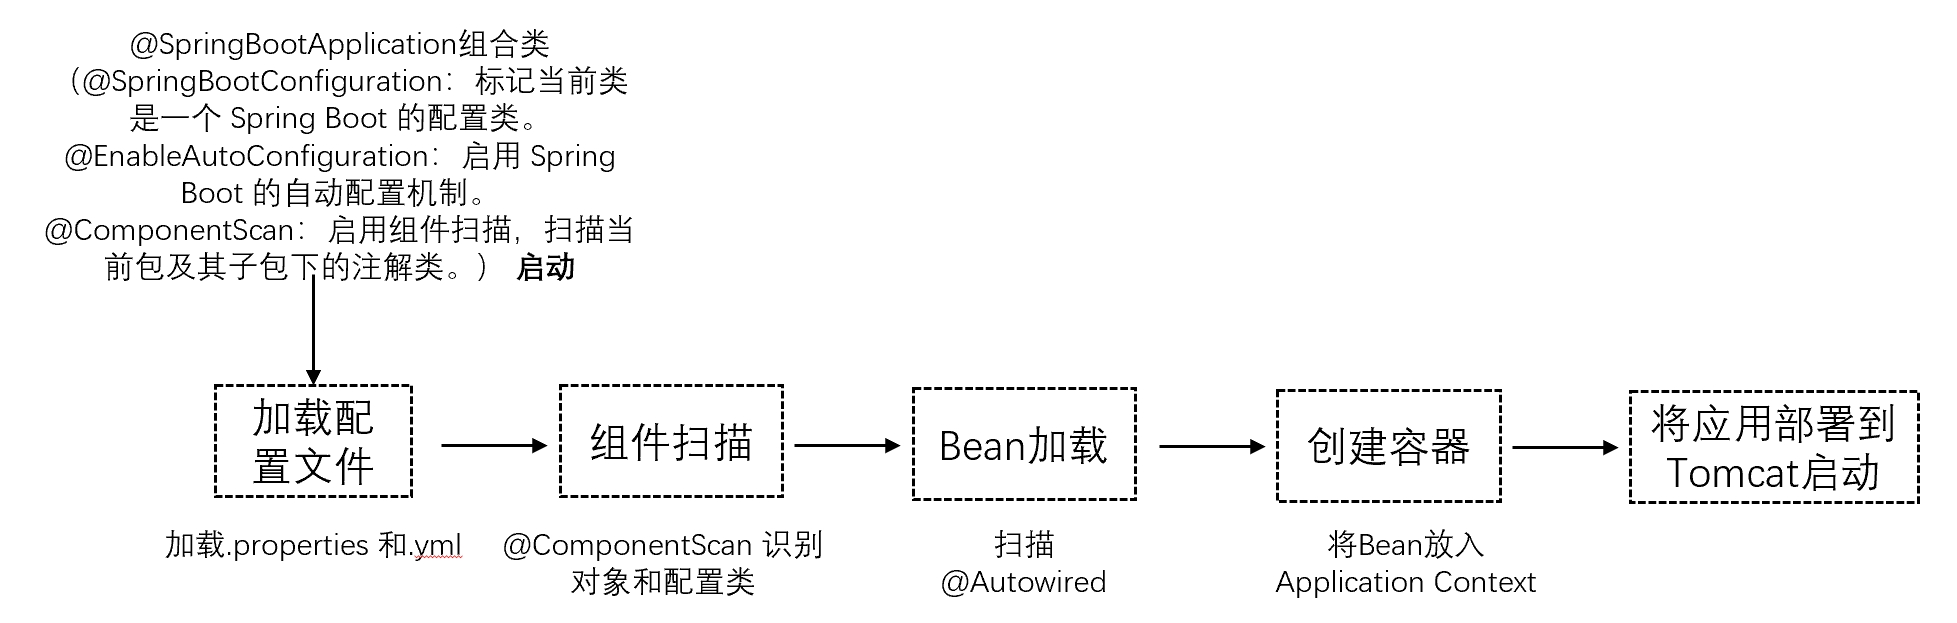 @SpringBootApplication组合类
（@SpringBootConfiguration：标记当前类
是一个 Spring Boot 的配置类。
@EnableAutoConfiguration：启用 Spring
Boot 的自动配置机制。
@ComponentScan：启用组件扫描，扫描当
前包及其子包下的注解类。） 启动
加载配
置文件
组件扫描
Bean加载
创建容器
将应用部署到
Tomcat启动
加载.properties 和.yml
@ComponentScan 识别
对象和配置类
扫描
@Autowired
将Bean放入
Application Context